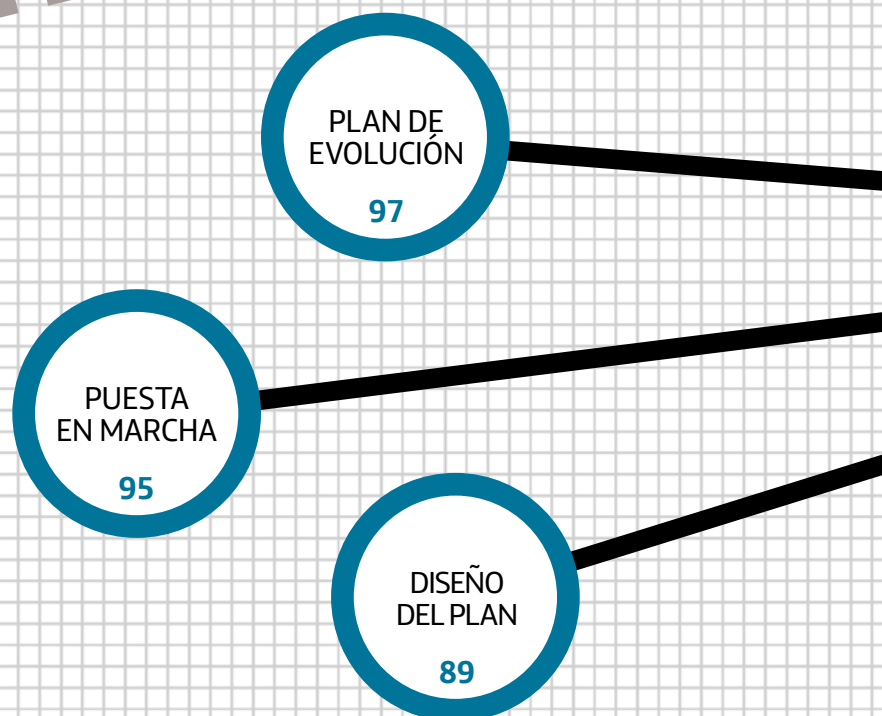 PLAN DE
EVOLUCIÓN
97
PUESTA
EN MARCHA
95
DISEÑO
DEL PLAN
89